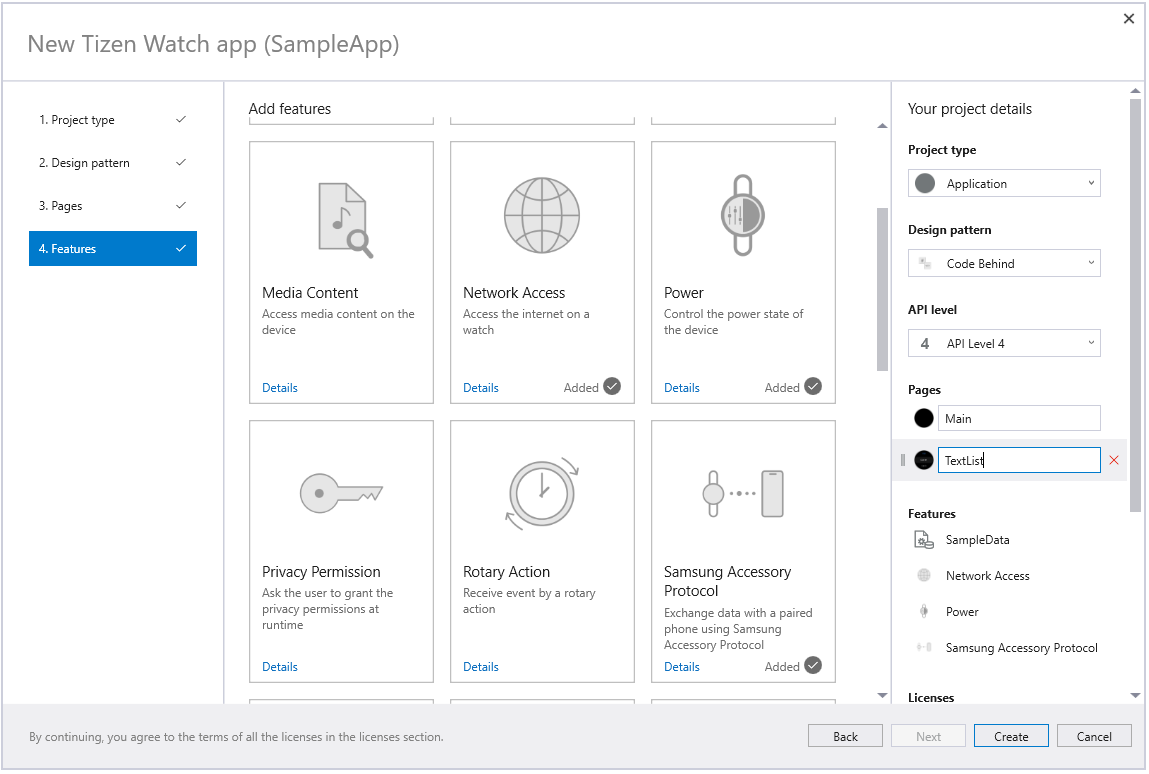 New Tizen Watch app (SampleApp)
1. Project type
2. Design pattern
3. Pages
4. Features
Add features
Media Content
Access media content on the
device
Details
Network Access
Access the internet on a
watch
Details
Added
Power
Control the power state of
the device
Details
Added
Privacy Permission
Ask the user to grant the
privacy permissions at
runtime
Details
Rotary Action
Receive event by a rotary
action
Details
Samsung Accessory
Protocol
Exchange data with a paired
phone using Samsung
Accessory Protocol
Details
Added
Your project details
Project type
Application
Design pattern
Code Behind
API level
4 API Level 4
Pages
Main
TextList
Features
SampleData
Network Access
Power
Samsung Accessory Protocol
Licenses
By continuing, you agree to the terms of all the licenses in the licenses section.
Back
Next
Create
Cancel